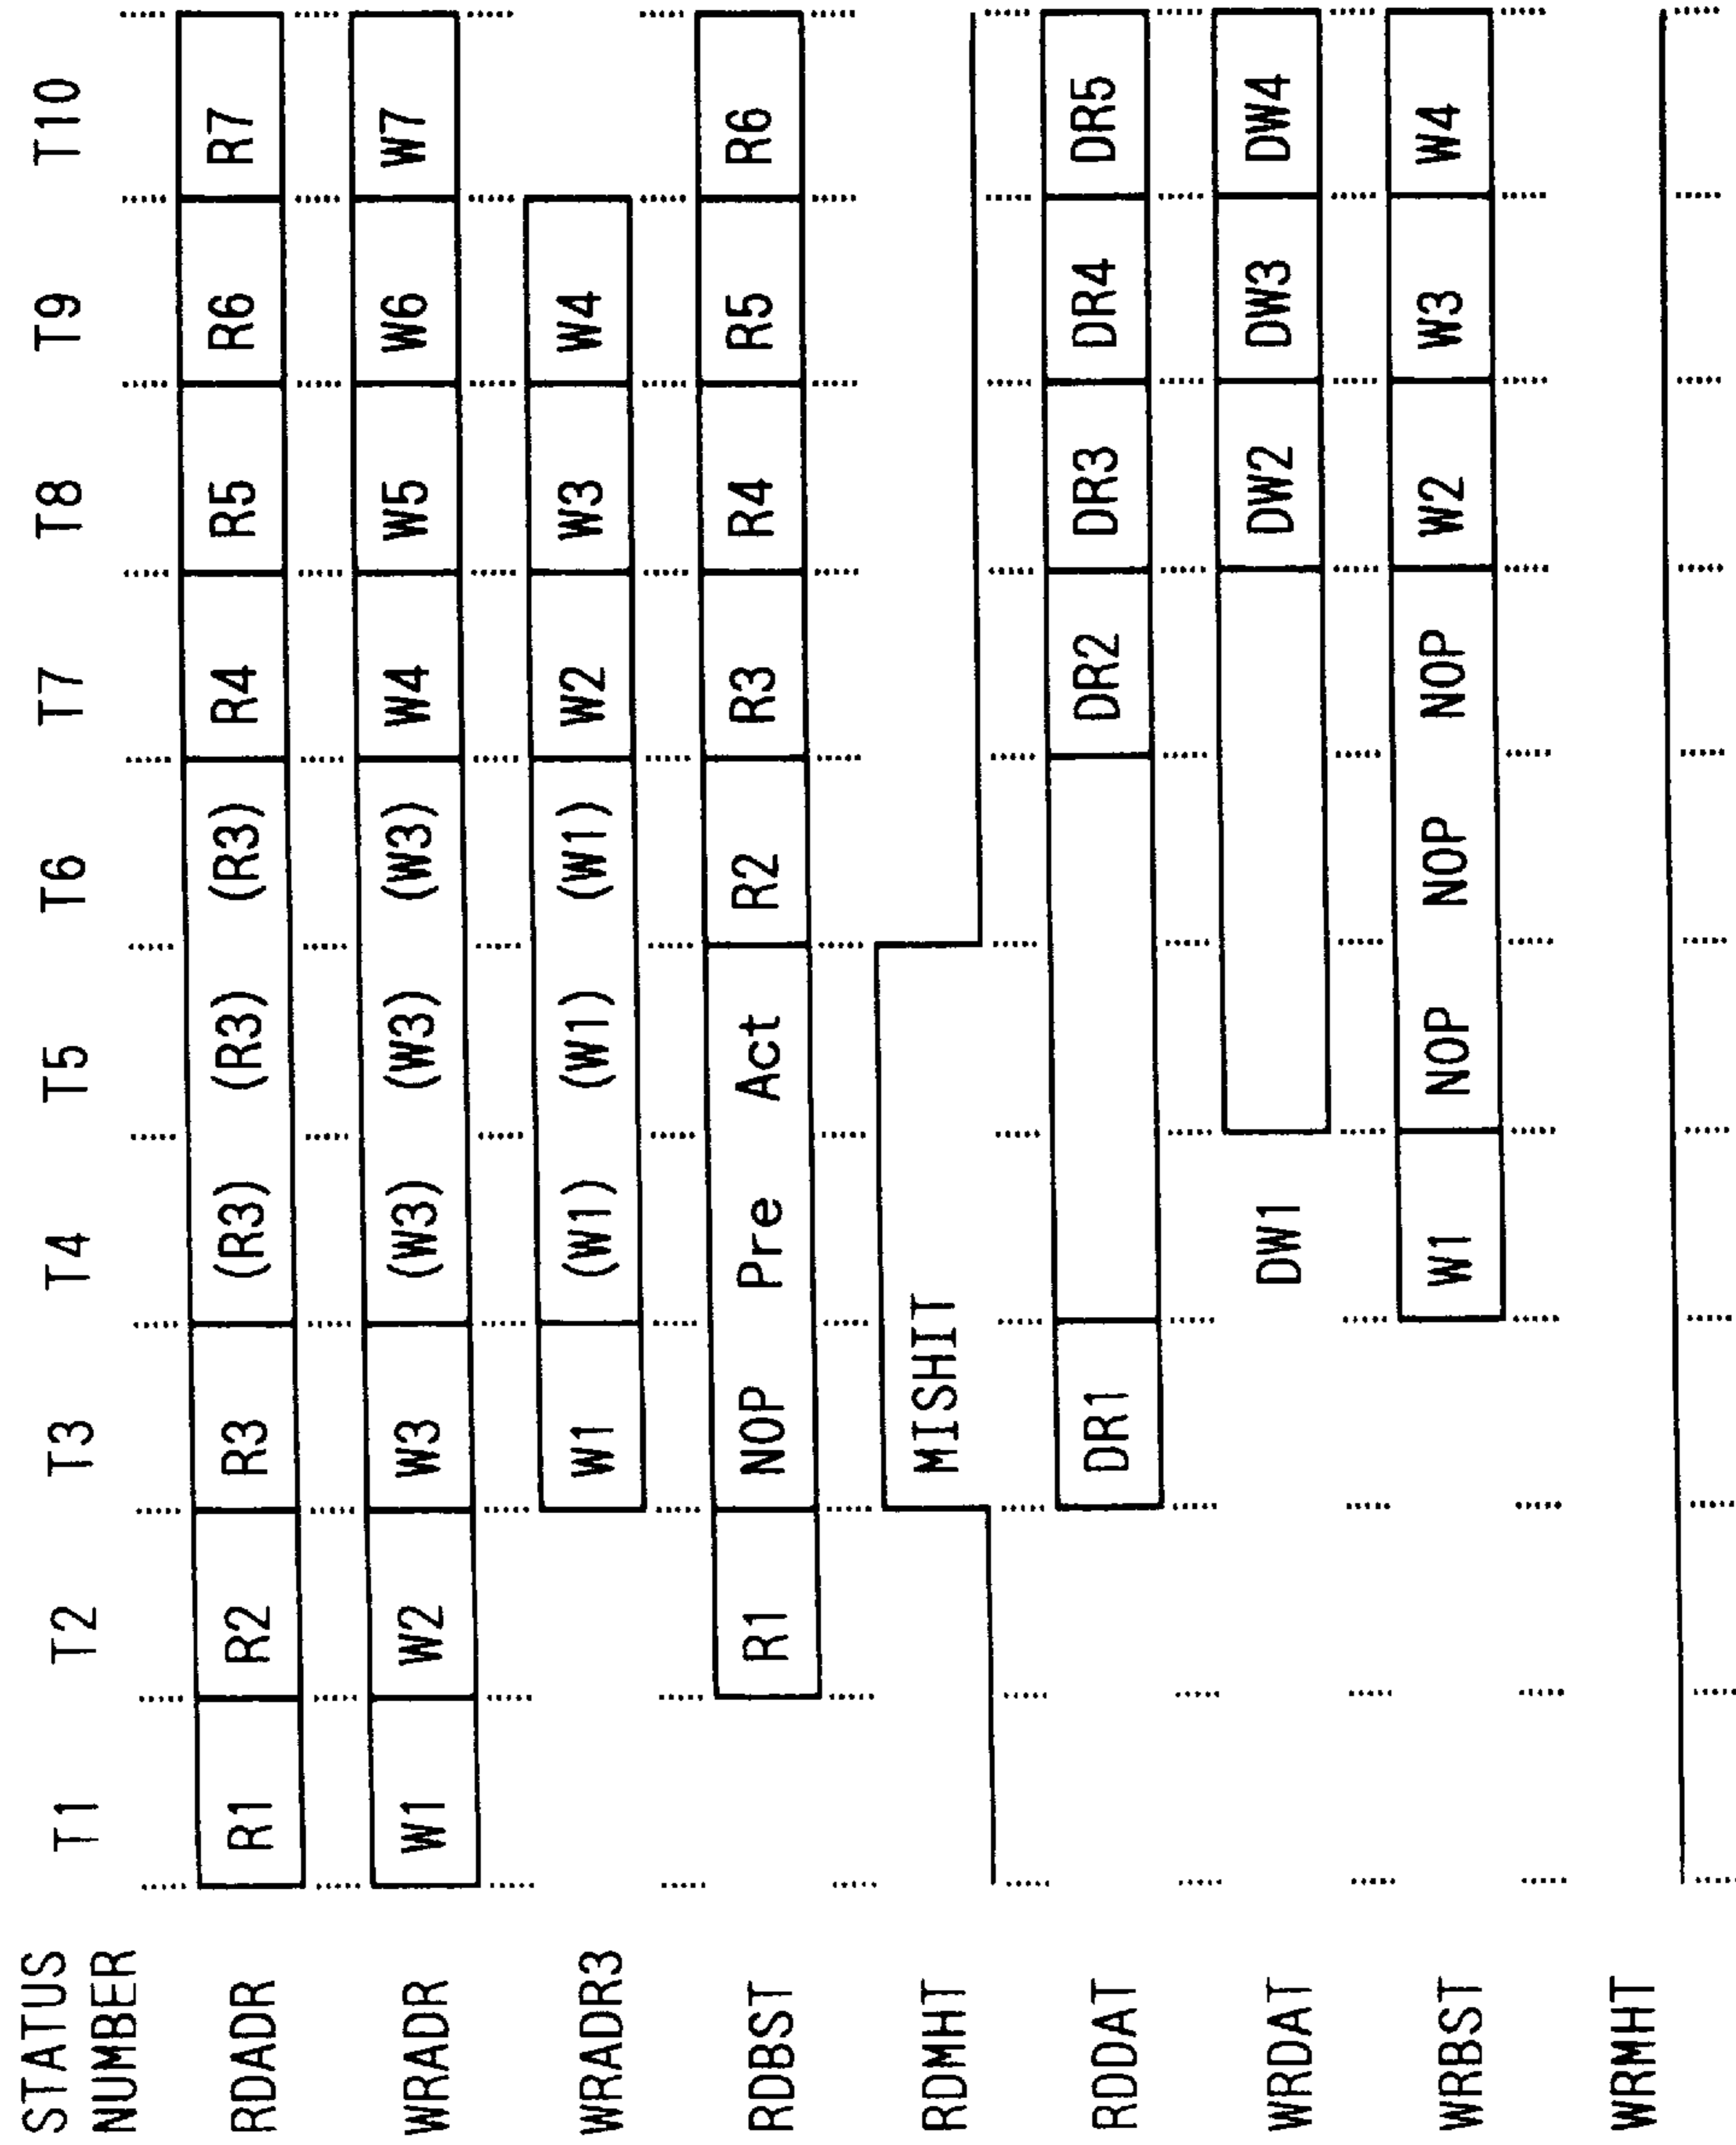 STATUS NUMBER T1 T2 T3 T4 T5 T6 T7 T8 T9 T10
RDADR R1 R2 R3 (R3) (R3) (R3) R4 R5 R6 R7
WRADR W1 W2 W3 (W3) (W3) (W3) W4 W5 W6 W7
WRADR3 W1 (W1) (W1) (W1) W2 W3 W4
RDBST R1 NOP Pre Act R2 R3 R4 R5 R6
RDMHT MISHIT
RDDAT DR1 DR2 DR3 DR4 DR5
WRDAT DW1 DW2 DW3 DW4
WRBST W1 NOP NOP NOP W2 W3 W4
WRMHT